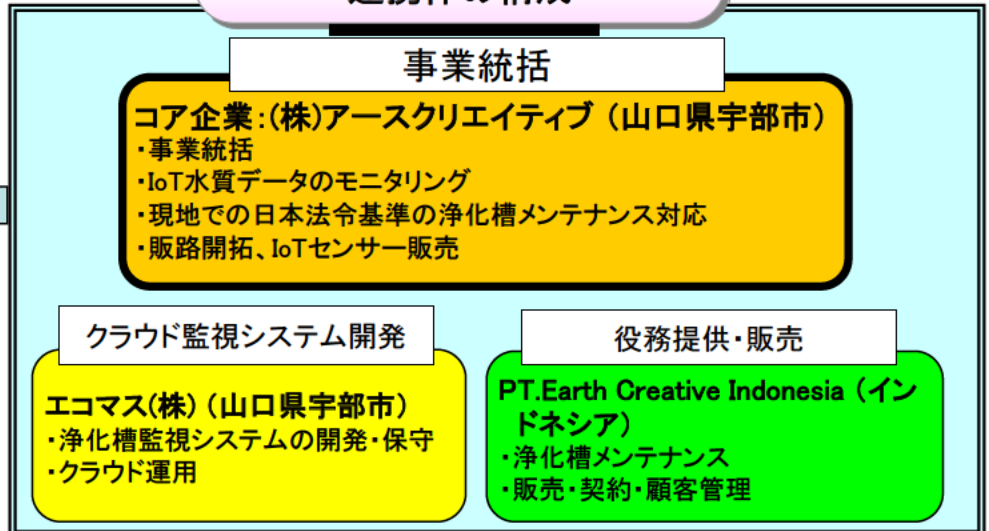 連携体の構成
事業統括
コア企業:(株)アースクリエイティブ (山口県宇部市)
・事業統括
・IoT水質データのモニタリング
・現地での日本法令基準の浄化槽メンテナンス対応
・販路開拓、IoTセンサー販売
クラウド監視システム開発
エコマス(株) (山口県宇部市)
・浄化槽監視システムの開発・保守
・クラウド運用
役務提供・販売
PT.Earth Creative Indonesia (イン
ドネシア)
・浄化槽メンテナンス
・販売・契約・顧客管理